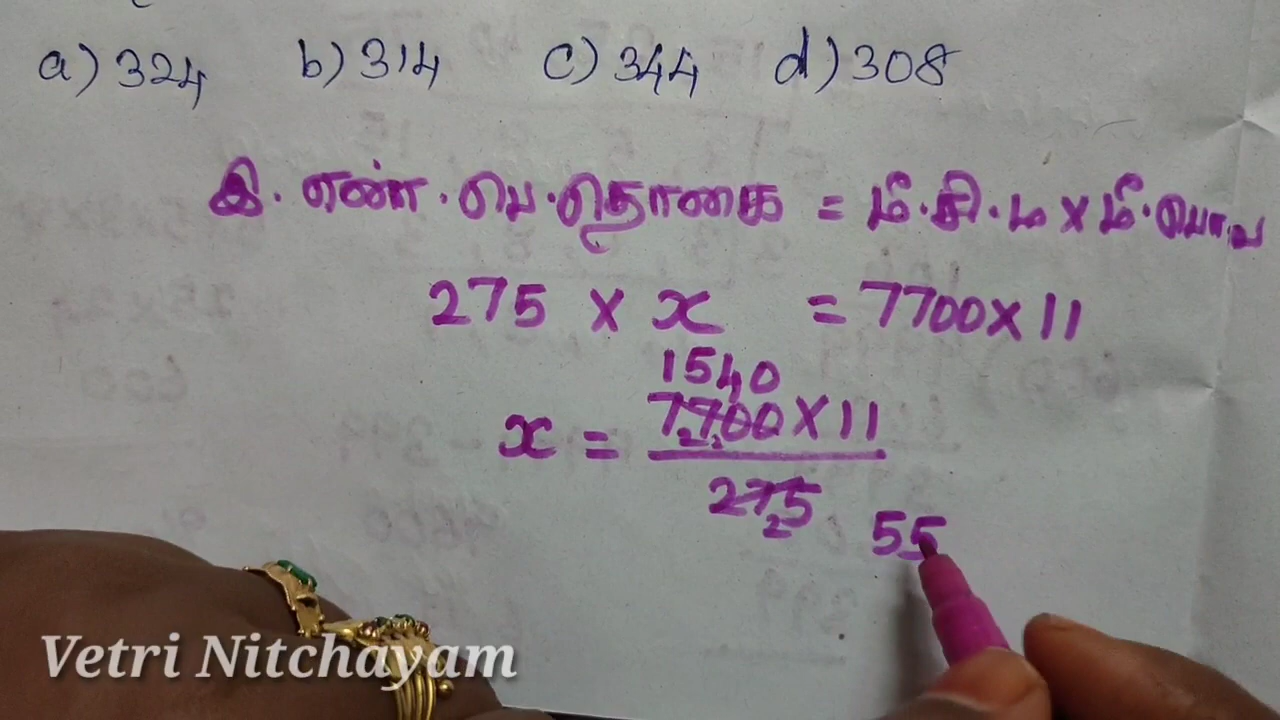 a) 324 b) 314 c) 344 d) 308
இ. எண். பெ. தொகை = மீ. சி. ம x மீ. பொ. வ
275 x x = 7700 x 11
1540
x = 7700 x 11
275 55
Vetri Nitchayam